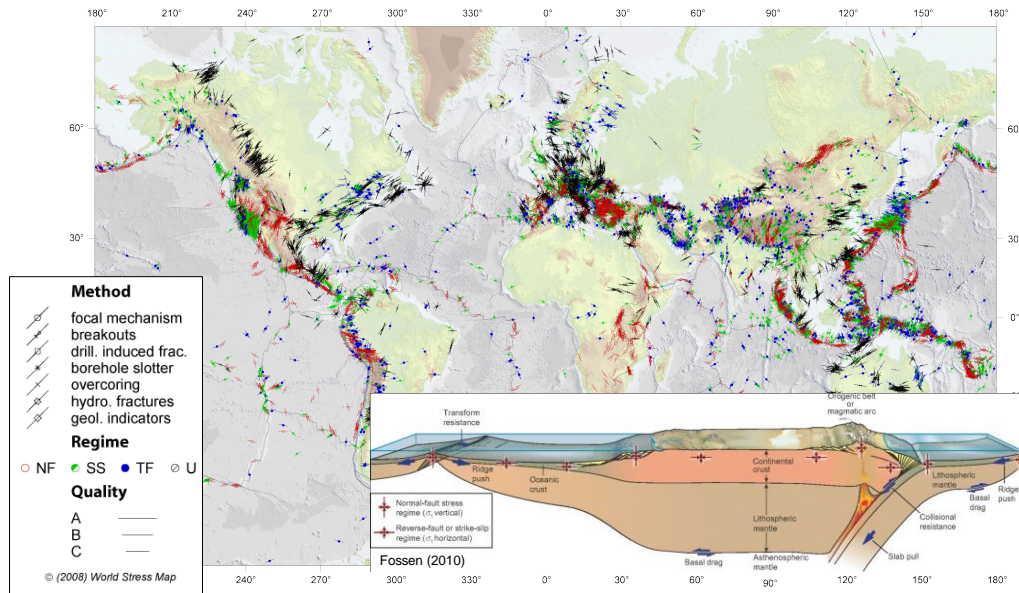 180° 210° 240° 270° 300° 330° 0° 30° 60° 90° 120° 150° 180°
60° 60
30° 30
0° 0°
Method
focal mechanism
breakouts
drill. induced frac.
borehole slotter
overcoring
hydro. fractures
geol. indicators
Regime
NF SS TF U
Quality
A
B
C
© (2008) World Stress Map
Orogenic belt
or
magmatic arc
Transform
resistance
Ridge
push
Oceanic
crust
Continental
crust
Lithospheric
mantle
Ridge
push
Basal
drag
Collisional
resistance
Normal-fault stress
regime (σ₁ vertical)
Reverse-fault or strike-slip
regime (σ₁ horizontal)
Lithospheric
mantle
Slab pull
Fossen (2010)
Basal drag
Asthenospheric
mantle
210° 240° 270° 300° 330° 0° 30° 60° 90° 120° 150° 180°